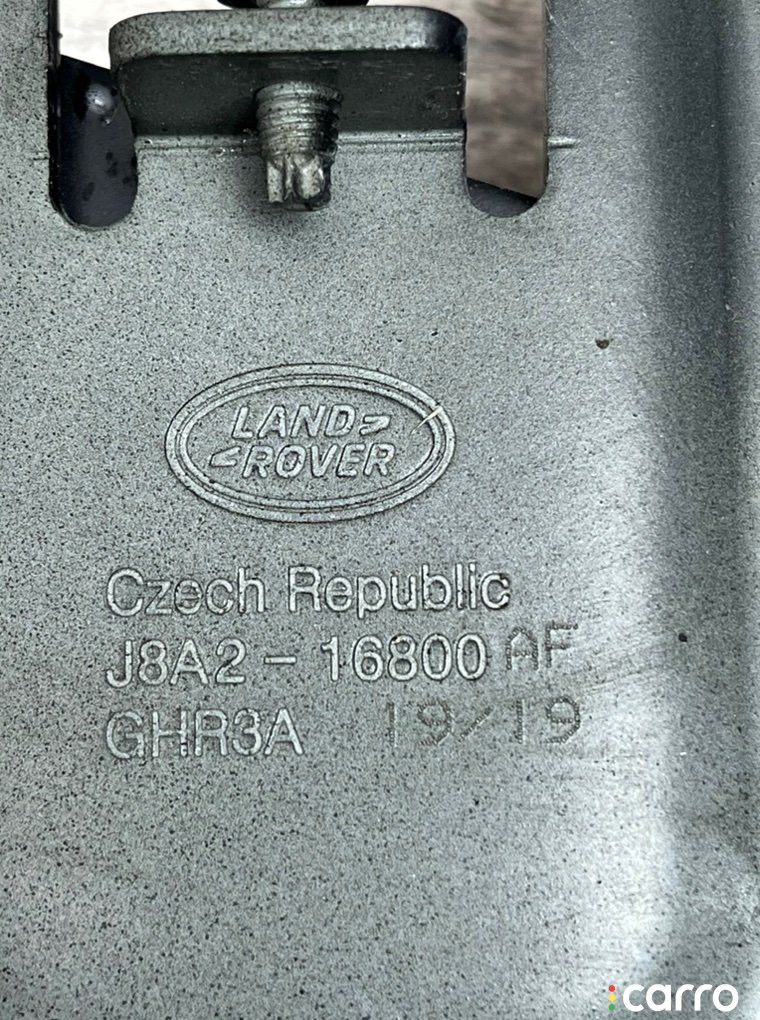 LAND
ROVER
Czech Republic
J8A2-16800 AF
GHR3A 19/19
carro